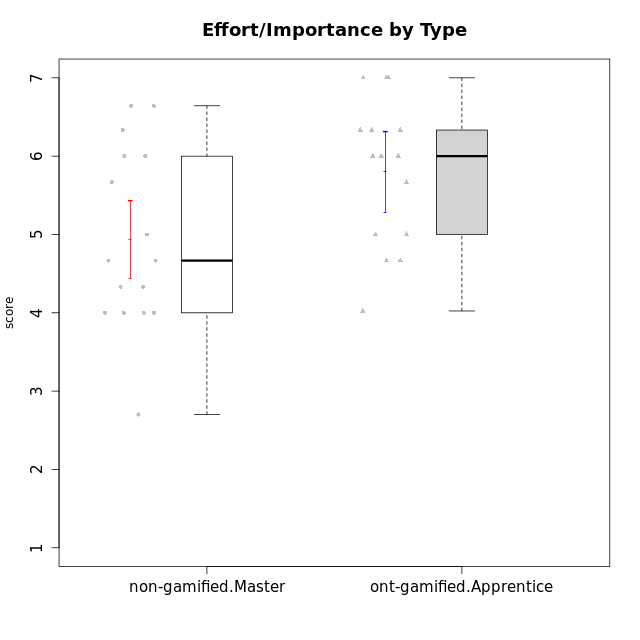 Effort/Importance by Type
7
6
5
4
3
2
1
score
non-gamified.Master
ont-gamified.Apprentice